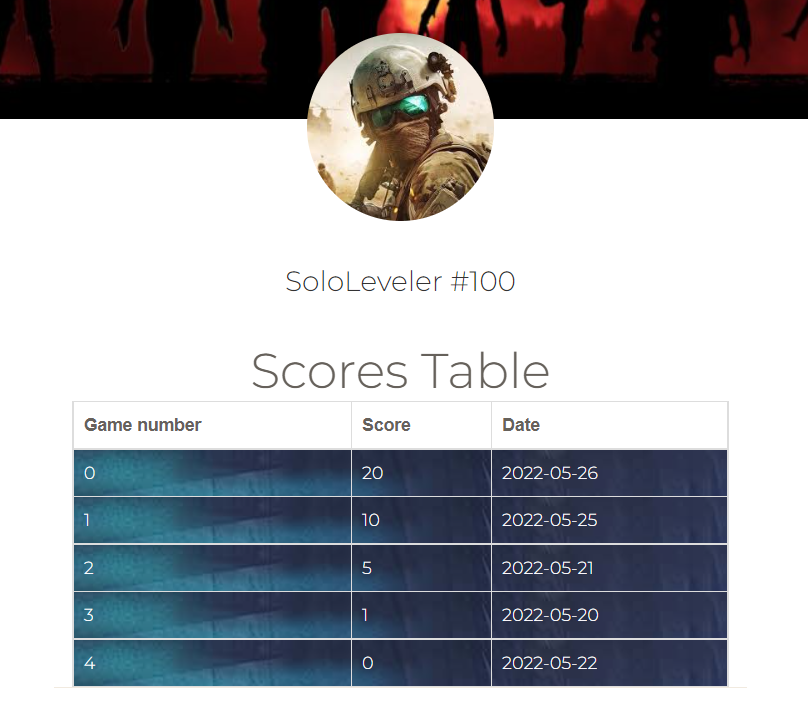 SoloLeveler #100
Scores Table
Game number Score Date
0 20 2022-05-26
1 10 2022-05-25
2 5 2022-05-21
3 1 2022-05-20
4 0 2022-05-22